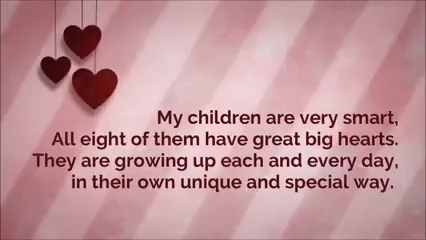 My children are very smart,
All eight of them have great big hearts.
They are growing up each and every day,
in their own unique and special way.